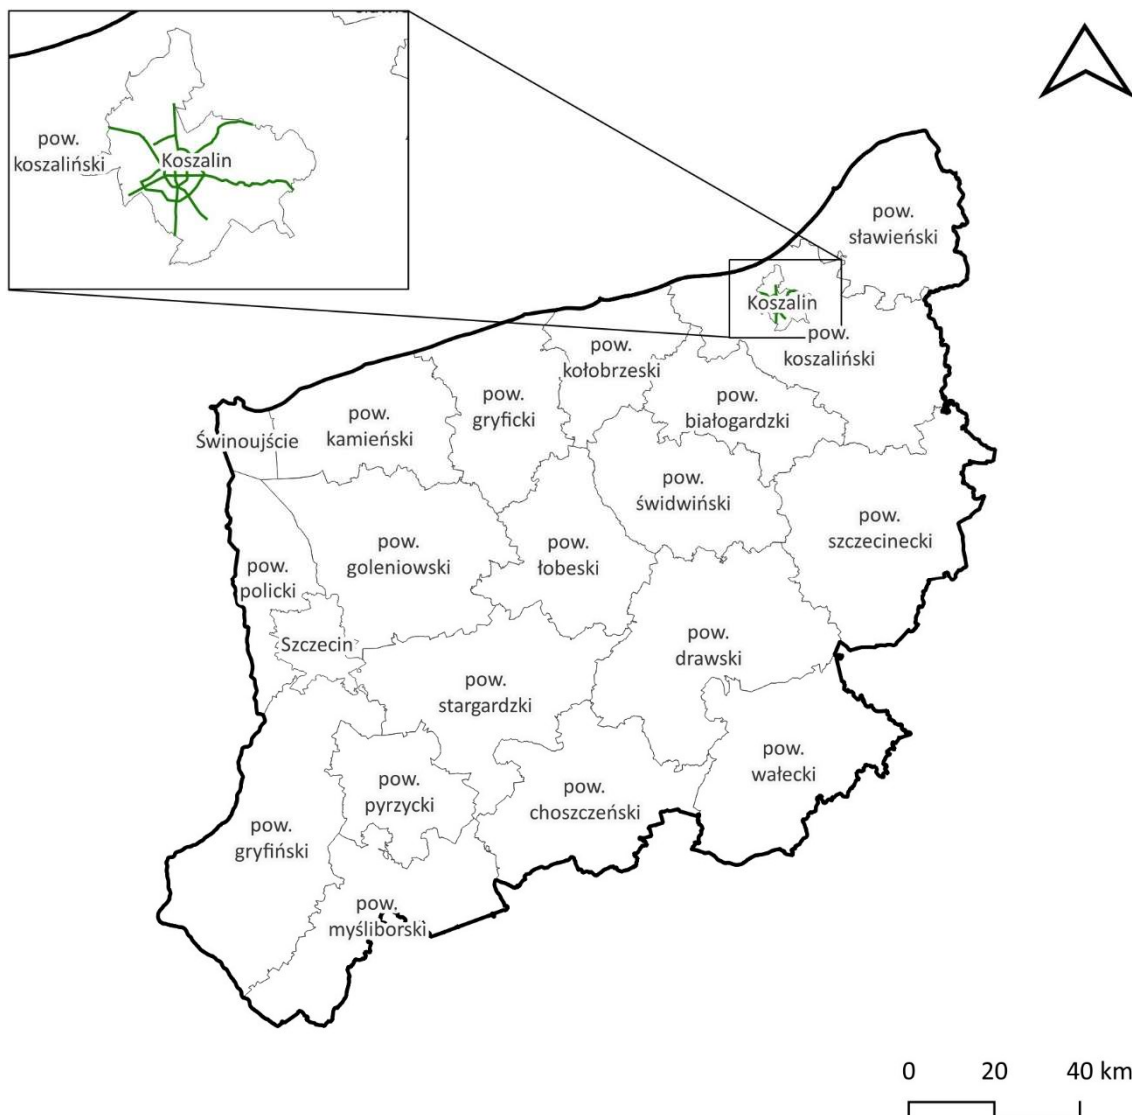 pow.
koszaliński
Koszalin
pow.
sławieński
Koszalin
pow.
koszaliński
pow.
kołobrzeski
pow.
gryficki
pow.
białogardzki
pow.
kamieński
Świnoujście
pow.
świdwiński
pow.
szczecinecki
pow.
goleniowski
pow.
łobeski
pow.
policki
Szczecin
pow.
drawski
pow.
stargardzki
pow.
wałecki
pow.
pyrzycki
pow.
choszczeński
pow.
gryfiński
pow.
myśliborski
0 20 40 km